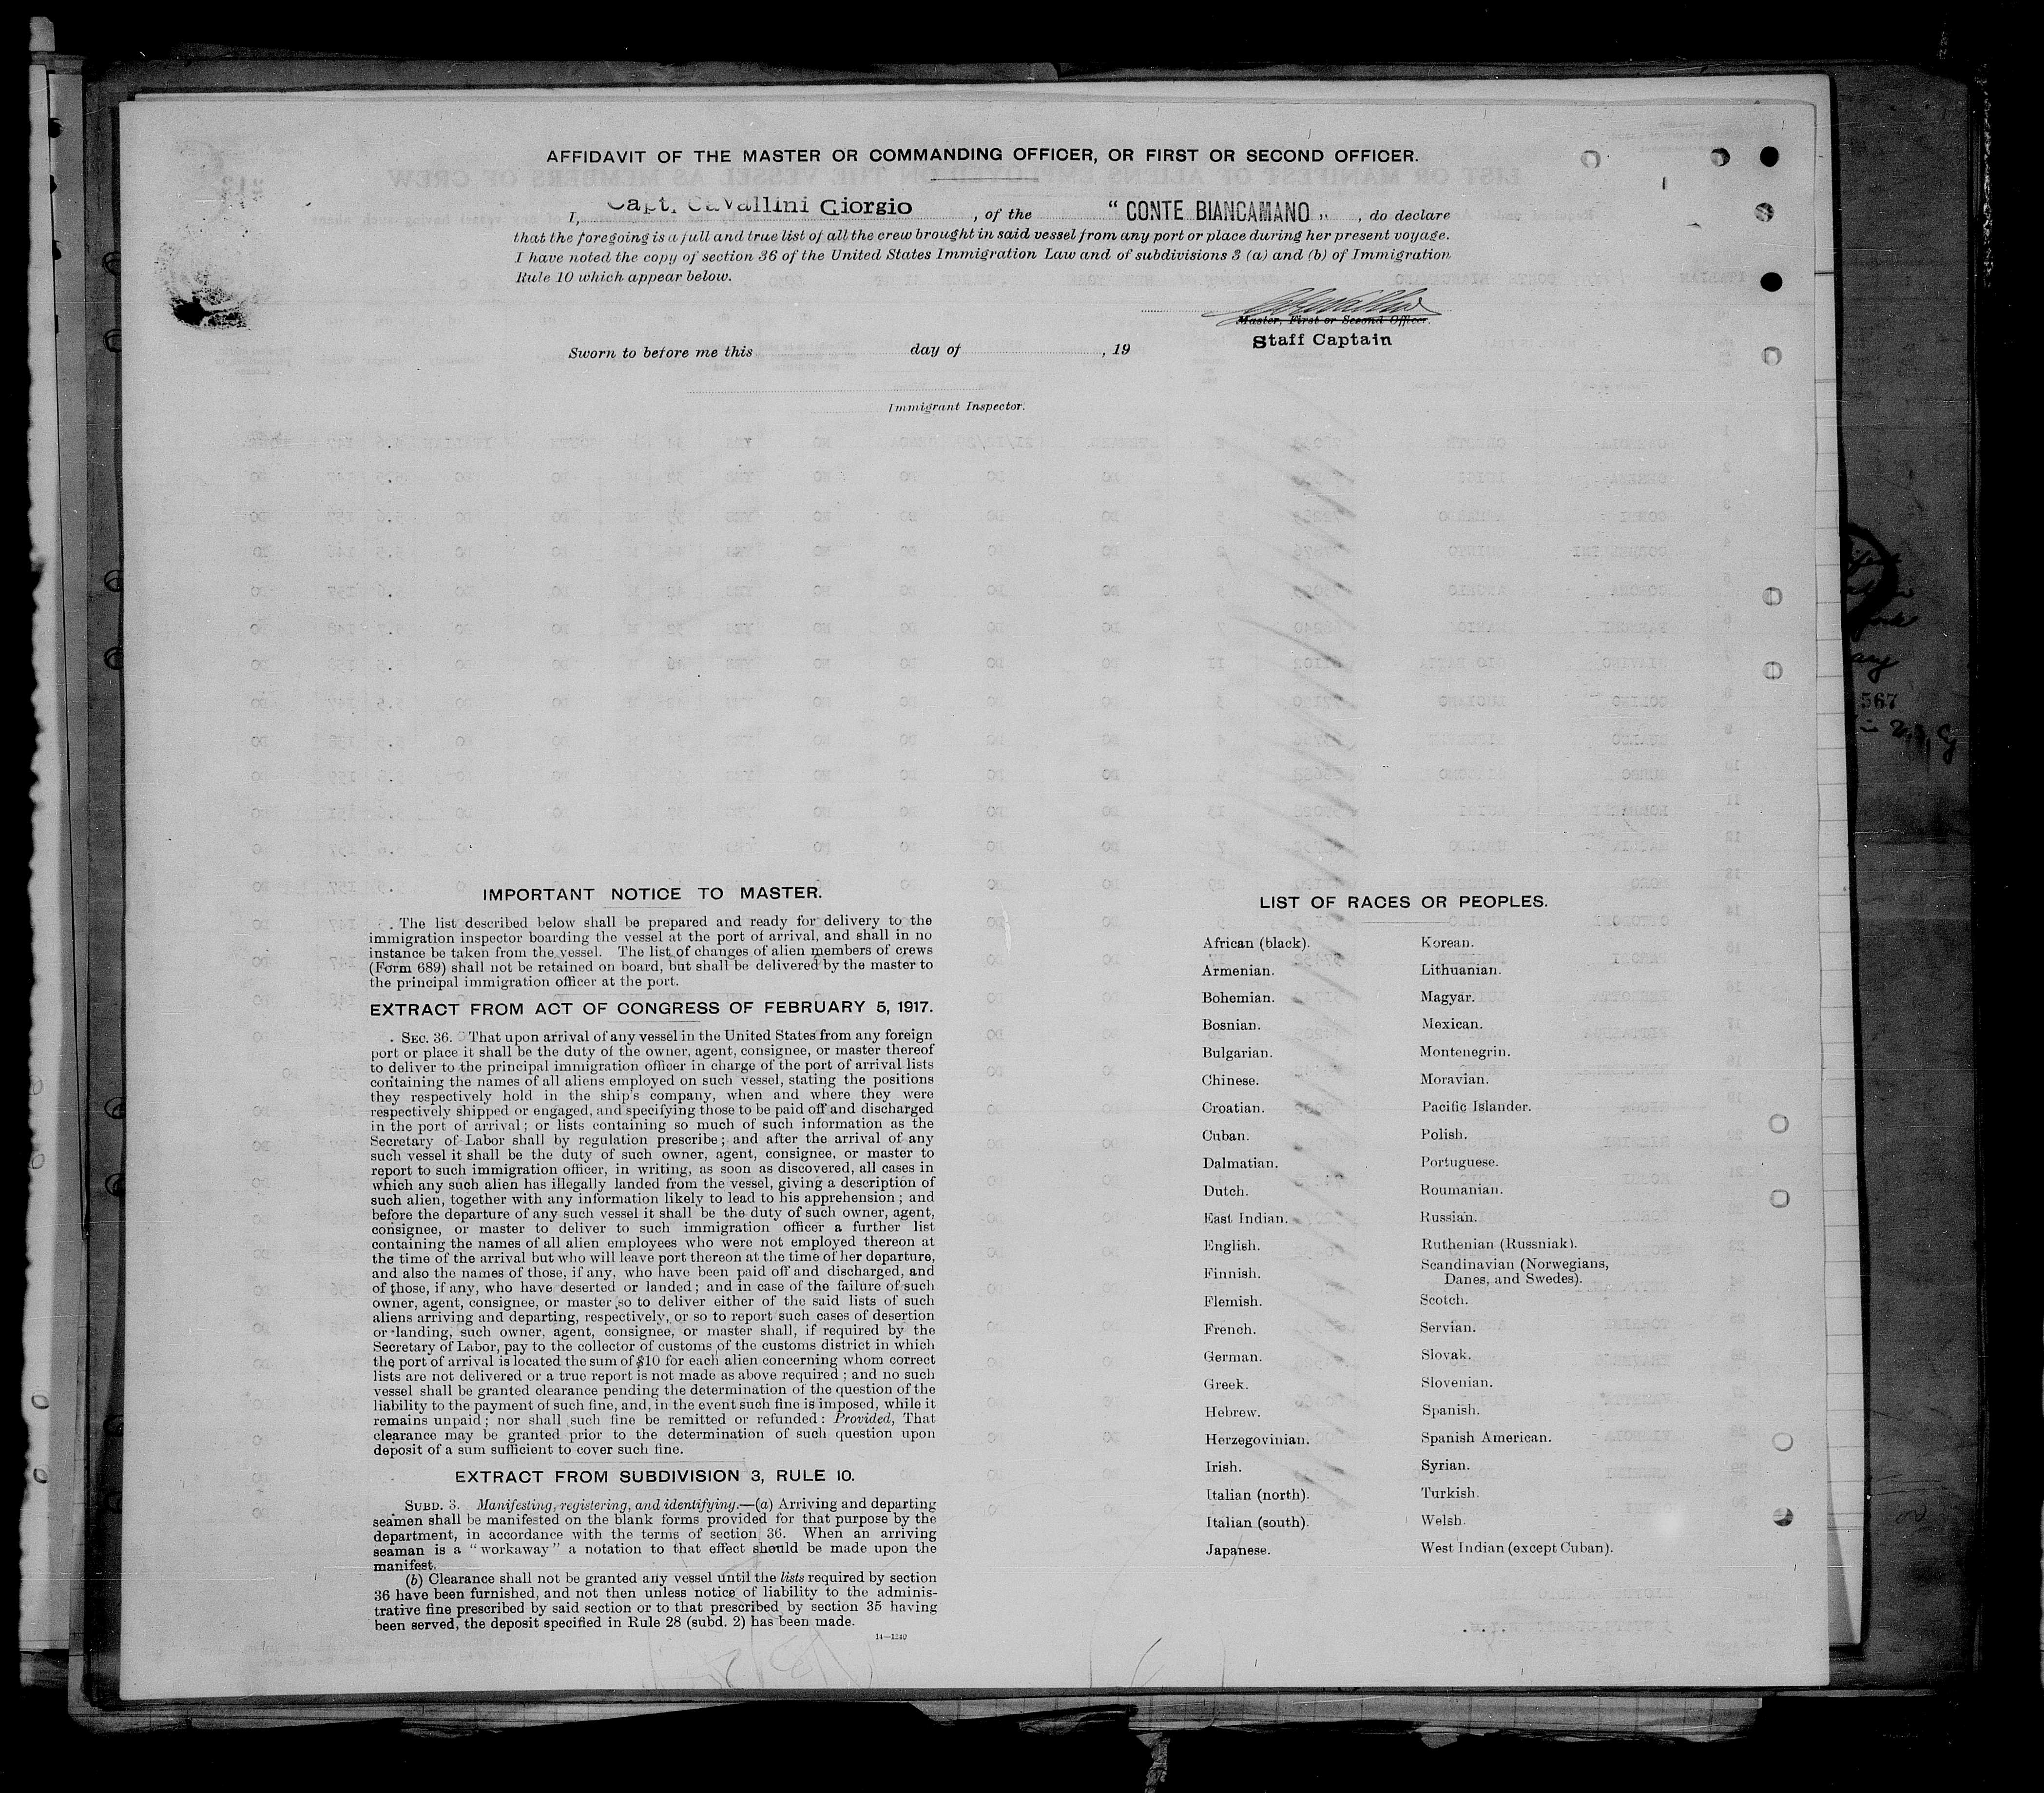 AFFIDAVIT OF THE MASTER OR COMMANDING OFFICER, OR FIRST OR SECOND OFFICER.
I, Capt. Cavallini Giorgio, of the " CONTE BIANCAMANO ", do declare
that the foregoing is a full and true list of all the crew brought in said vessel from any port or place during her present voyage.
I have noted the copy of section 36 of the United States Immigration Law and of subdivisions 3 (a) and (b) of Immigration
Rule 10 which appear below.
Master, First or Second Officer.
Staff Captain
Sworn to before me this day of , 19
Immigrant Inspector.
IMPORTANT NOTICE TO MASTER.
The list described below shall be prepared and ready for delivery to the
immigration inspector boarding the vessel at the port of arrival, and shall in no
instance be taken from the vessel. The list of changes of alien members of crews
(Form 689) shall not be retained on board, but shall be delivered by the master to
the principal immigration officer at the port.
EXTRACT FROM ACT OF CONGRESS OF FEBRUARY 5, 1917.
SEC. 36. That upon arrival of any vessel in the United States from any foreign
port or place it shall be the duty of the owner, agent, consignee, or master thereof
to deliver to the principal immigration officer in charge of the port of arrival lists
containing the names of all aliens employed on such vessel, stating the positions
they respectively hold in the ship's company, when and where they were
respectively shipped or engaged, and specifying those to be paid off and discharged
in the port of arrival; or lists containing so much of such information as the
Secretary of Labor shall by regulation prescribe; and after the arrival of any
such vessel it shall be the duty of such owner, agent, consignee, or master to
report to such immigration officer, in writing, as soon as discovered, all cases in
which any such alien has illegally landed from the vessel, giving a description of
such alien, together with any information likely to lead to his apprehension; and
before the departure of any such vessel it shall be the duty of such owner, agent,
consignee, or master to deliver to such immigration officer a further list
containing the names of all alien employees who were not employed thereon at
the time of the arrival but who will leave port thereon at the time of her departure,
and also the names of those, if any, who have been paid off and discharged, and
of those, if any, who have deserted or landed; and in case of the failure of such
owner, agent, consignee, or master so to deliver either of the said lists of such
aliens arriving and departing, respectively, or so to report such cases of desertion
or landing, such owner, agent, consignee, or master shall, if required by the
Secretary of Labor, pay to the collector of customs of the customs district in which
the port of arrival is located the sum of $10 for each alien concerning whom correct
lists are not delivered or a true report is not made as above required; and no such
vessel shall be granted clearance pending the determination of the question of the
liability to the payment of such fine, and, in the event such fine is imposed, while it
remains unpaid; nor shall such fine be remitted or refunded: Provided, That
clearance may be granted prior to the determination of such question upon
deposit of a sum sufficient to cover such fine.
EXTRACT FROM SUBDIVISION 3, RULE 10.
SUBD. 3. Manifesting, registering, and identifying.—(a) Arriving and departing
seamen shall be manifested on the blank forms provided for that purpose by the
department, in accordance with the terms of section 36. When an arriving
seaman is a "workaway" a notation to that effect should be made upon the
manifest.
(b) Clearance shall not be granted any vessel until the lists required by section
36 have been furnished, and not then unless notice of liability to the adminis-
trative fine prescribed by said section or to that prescribed by section 35 having
been served, the deposit specified in Rule 28 (subd. 2) has been made.
14—1240
LIST OF RACES OR PEOPLES.
African (black).
Armenian.
Bohemian.
Bosnian.
Bulgarian.
Chinese.
Croatian.
Cuban.
Dalmatian.
Dutch.
East Indian.
English.
Finnish.
Flemish.
French.
German.
Greek.
Hebrew.
Herzegovinian.
Irish.
Italian (north).
Italian (south).
Japanese.
Korean.
Lithuanian.
Magyar.
Mexican.
Montenegrin.
Moravian.
Pacific Islander.
Polish.
Portuguese.
Roumanian.
Russian.
Ruthenian (Russniak).
Scandinavian (Norwegians,
Danes, and Swedes).
Scotch.
Servian.
Slovak.
Slovenian.
Spanish.
Spanish American.
Syrian.
Turkish.
Welsh.
West Indian (except Cuban).
567